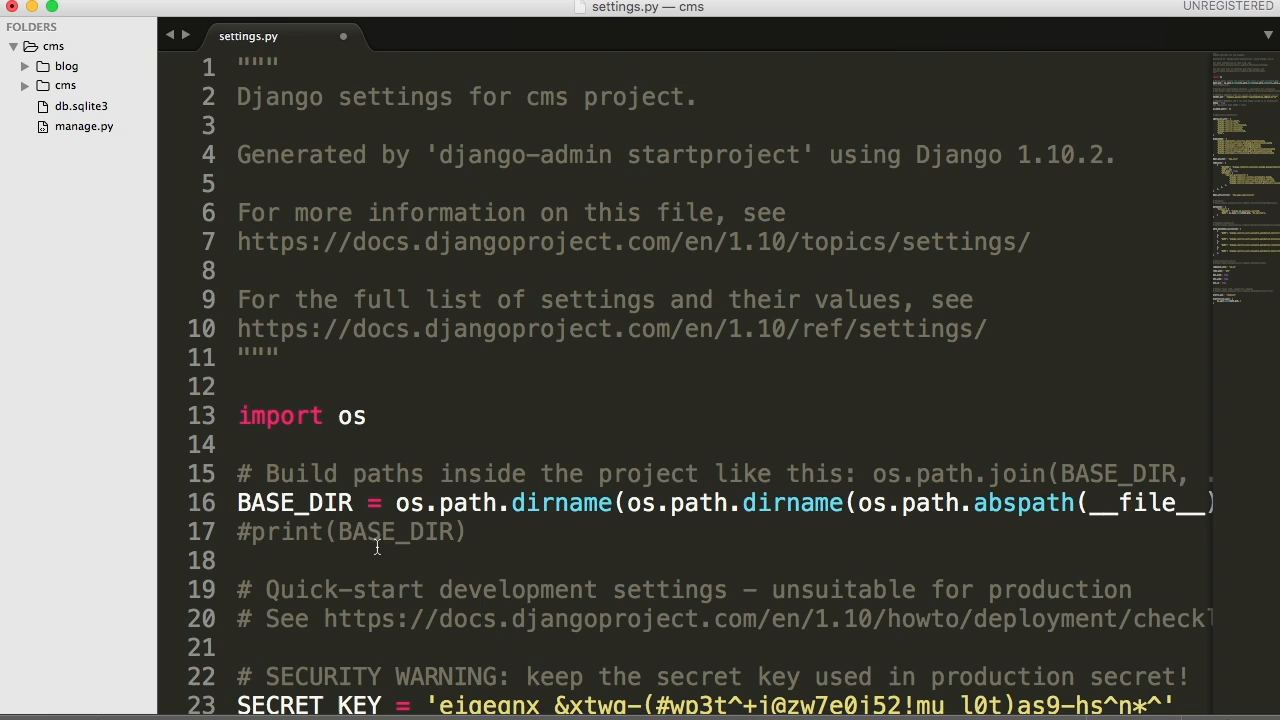 settings.py — cms
UNREGISTERED
FOLDERS
cms
blog
cms
db.sqlite3
manage.py
settings.py
1 """
2 Django settings for cms project.
3
4 Generated by 'django-admin startproject' using Django 1.10.2.
5
6 For more information on this file, see
7 https://docs.djangoproject.com/en/1.10/topics/settings/
8
9 For the full list of settings and their values, see
10 https://docs.djangoproject.com/en/1.10/ref/settings/
11 """
12
13 import os
14
15 # Build paths inside the project like this: os.path.join(BASE_DIR, .
16 BASE_DIR = os.path.dirname(os.path.dirname(os.path.abspath(__file__)
17 #print(BASE_DIR)
18
19 # Quick-start development settings - unsuitable for production
20 # See https://docs.djangoproject.com/en/1.10/howto/deployment/checkl
21
22 # SECURITY WARNING: keep the secret key used in production secret!
23 SECRET_KEY =